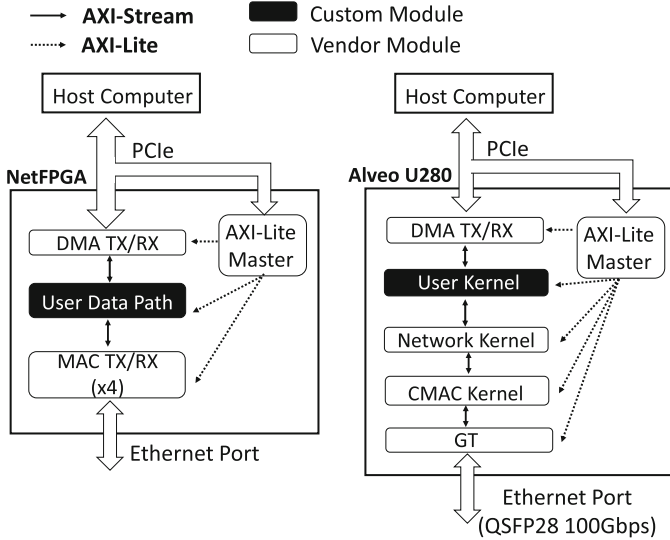 AXI-Stream
AXI-Lite
Custom Module
Vendor Module
Host Computer
PCIe
NetFPGA
DMA TX/RX
AXI-Lite
Master
User Data Path
MAC TX/RX
(x4)
Ethernet Port
Host Computer
PCIe
Alveo U280
DMA TX/RX
AXI-Lite
Master
User Kernel
Network Kernel
CMAC Kernel
GT
Ethernet Port
(QSFP28 100Gbps)